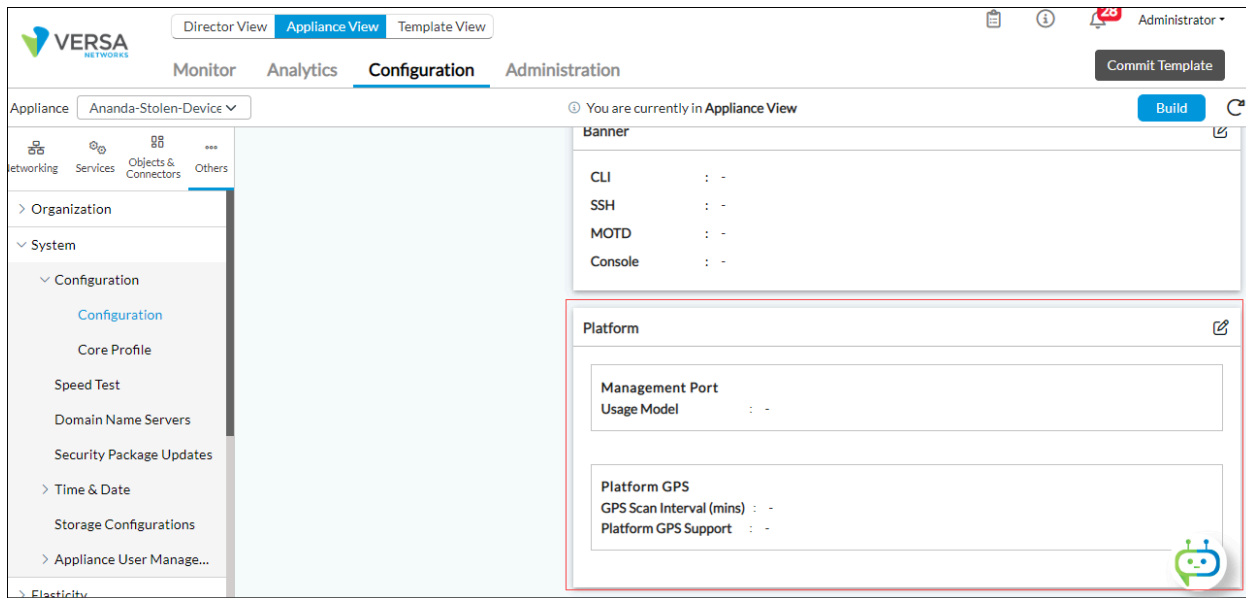 VERSA
NETWORKS
Director View Appliance View Template View
28
Administrator
Monitor Analytics Configuration Administration
Commit Template
Appliance Ananda-Stolen-Device
You are currently in Appliance View
Build
etworking Services Objects & Connectors Others
Organization
System
Configuration
Configuration
Core Profile
Speed Test
Domain Name Servers
Security Package Updates
Time & Date
Storage Configurations
Appliance User Manage...
Elasticity
Banner
CLI : -
SSH : -
MOTD : -
Console : -
Platform
Management Port
Usage Model : -
Platform GPS
GPS Scan Interval (mins) : -
Platform GPS Support : -